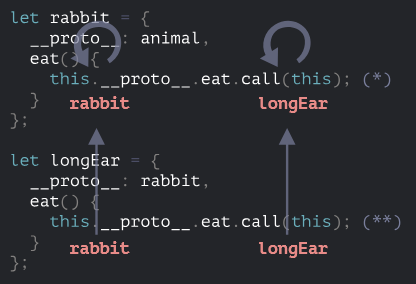 let rabbit = {
  __proto__: animal,
  eat() {
    this.__proto__.eat.call(this); (*)
  }
rabbit
longEar
};
let longEar = {
  __proto__: rabbit,
  eat() {
    this.__proto__.eat.call(this); (**)
  }
rabbit
longEar
};